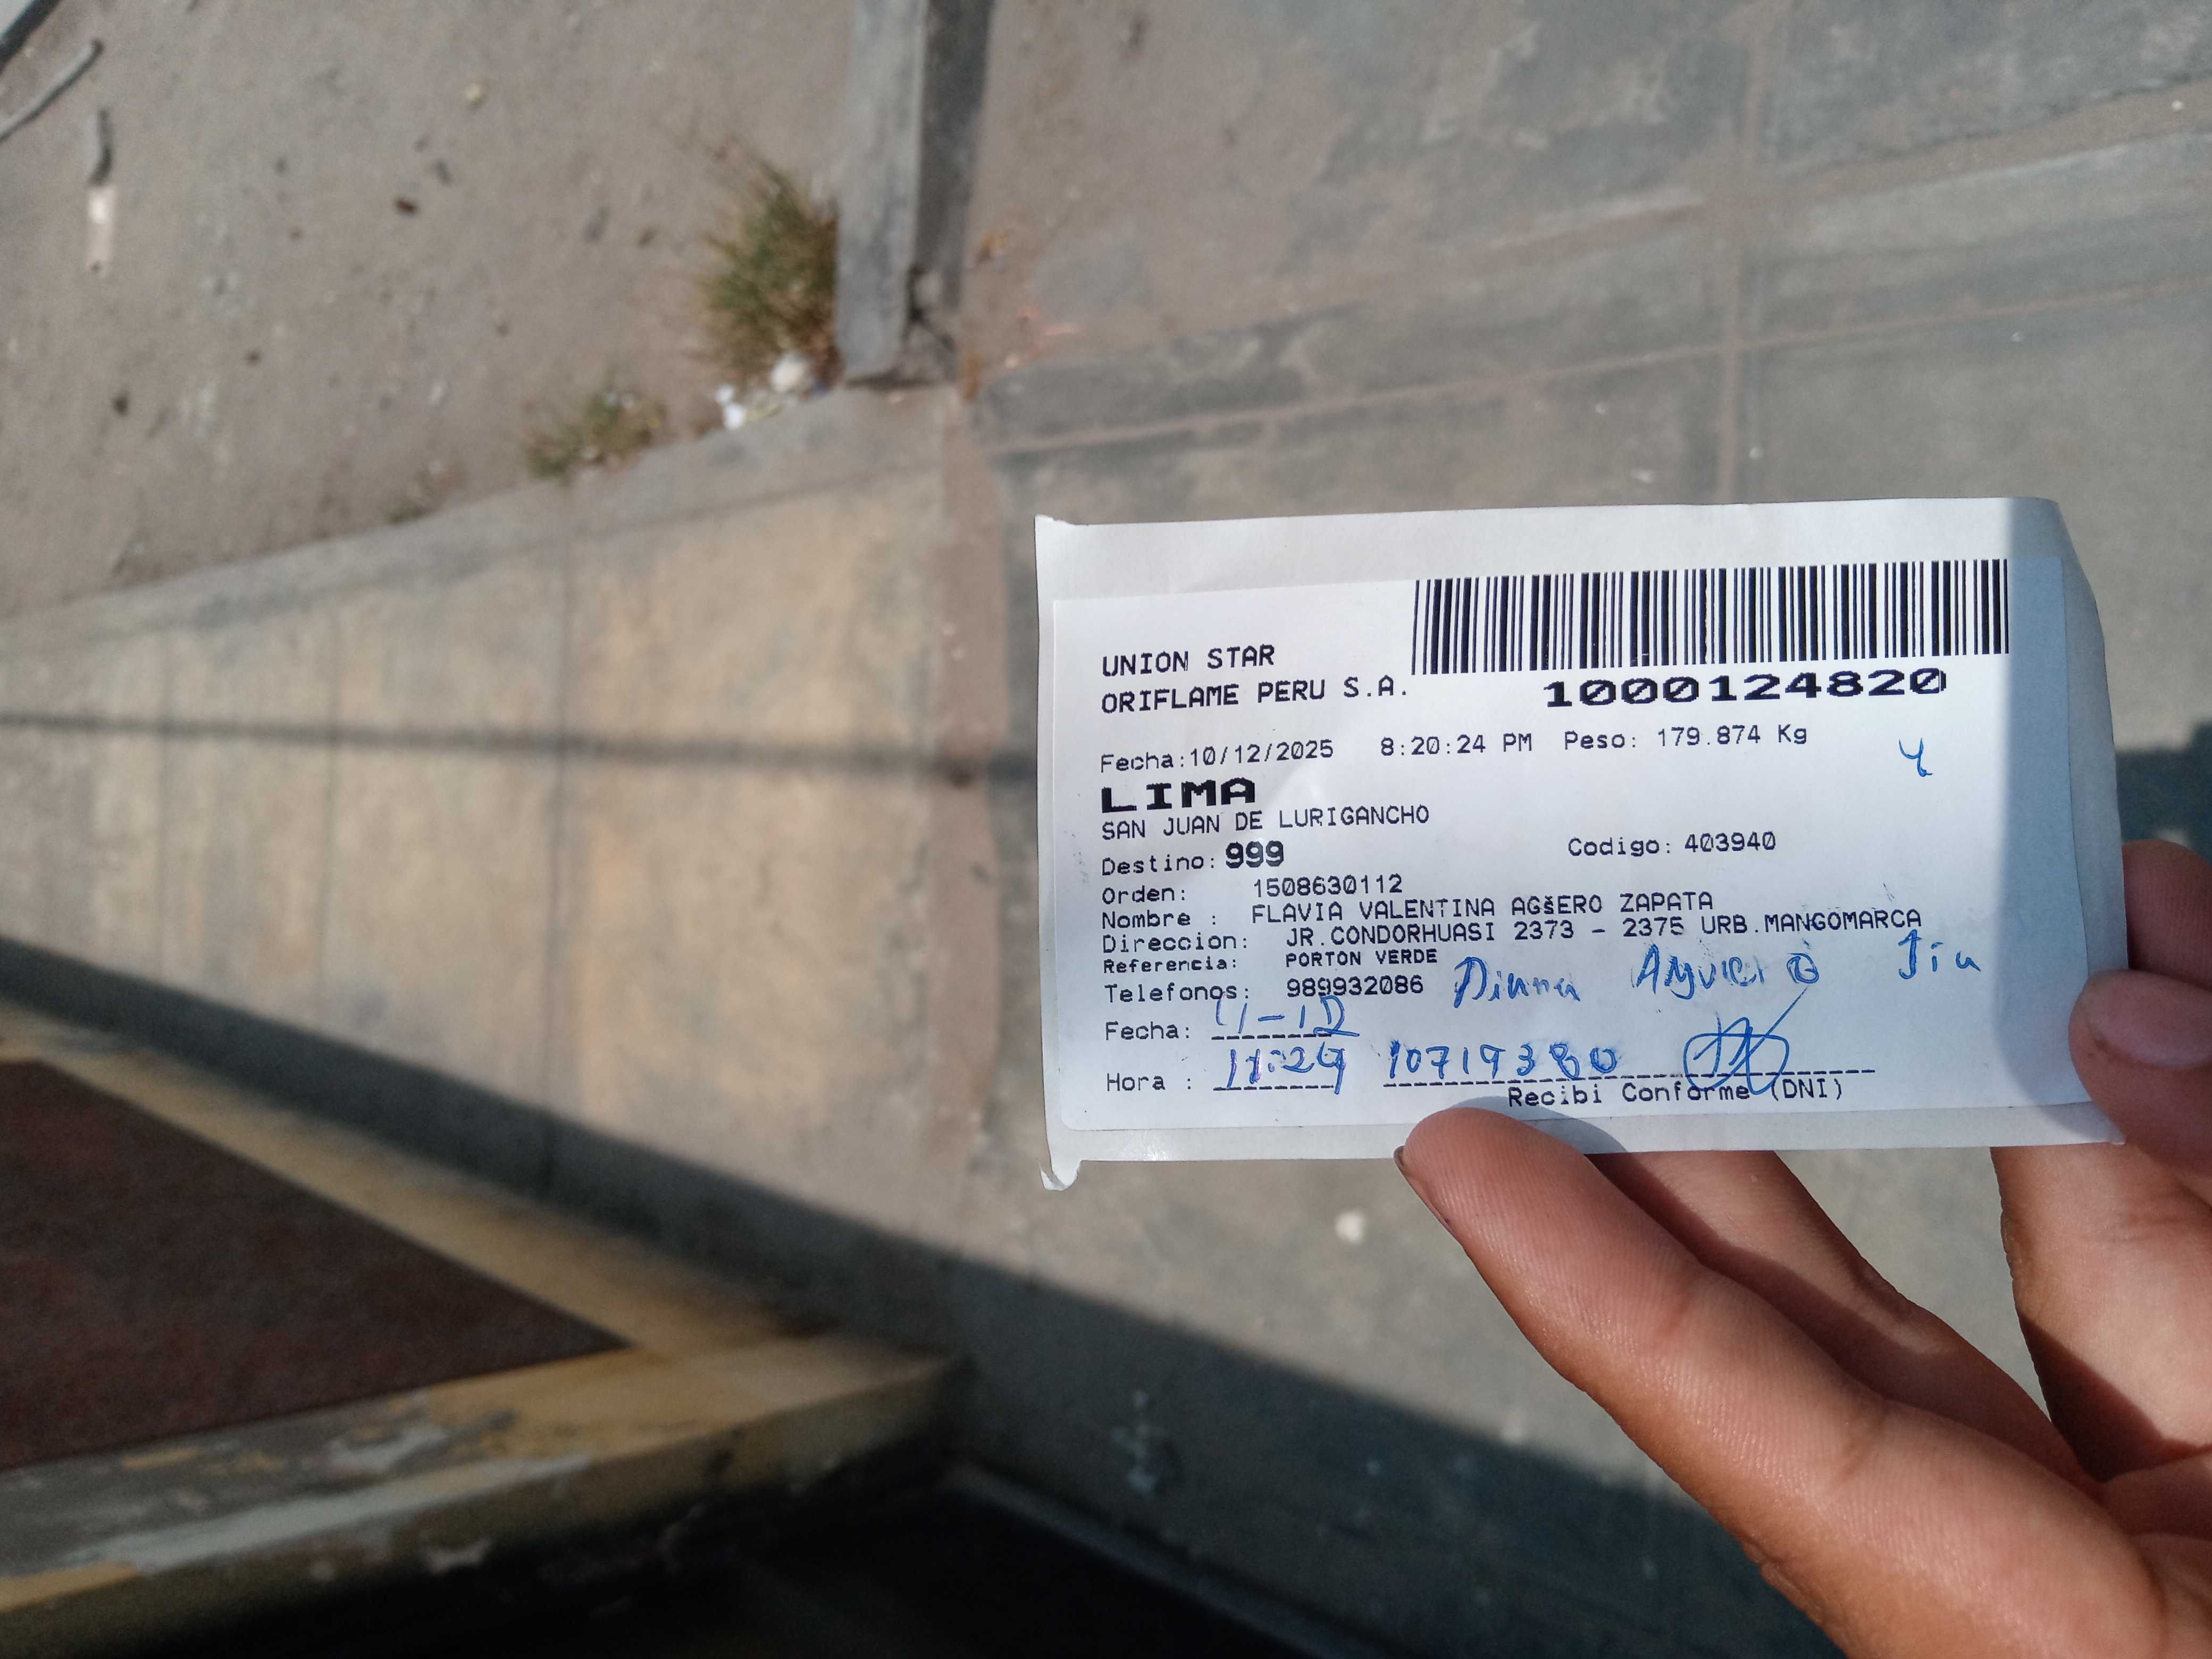 UNION STAR
ORIFLAME PERU S.A.
1000124820
Fecha:10/12/2025 8:20:24 PM Peso: 179.874 Kg
LIMA
SAN JUAN DE LURIGANCHO
Destino: 999 Codigo: 403940
Orden: 1508630112
Nombre : FLAVIA VALENTINA AGšERO ZAPATA
Direccion: JR.CONDORHUASI 2373 - 2375 URB.MANGOMARCA
Referencia: PORTON VERDE
Telefonos: 989932086 Tia
Fecha: 11-12
Hora : 11:29 10719380
Recibi Conforme (DNI)